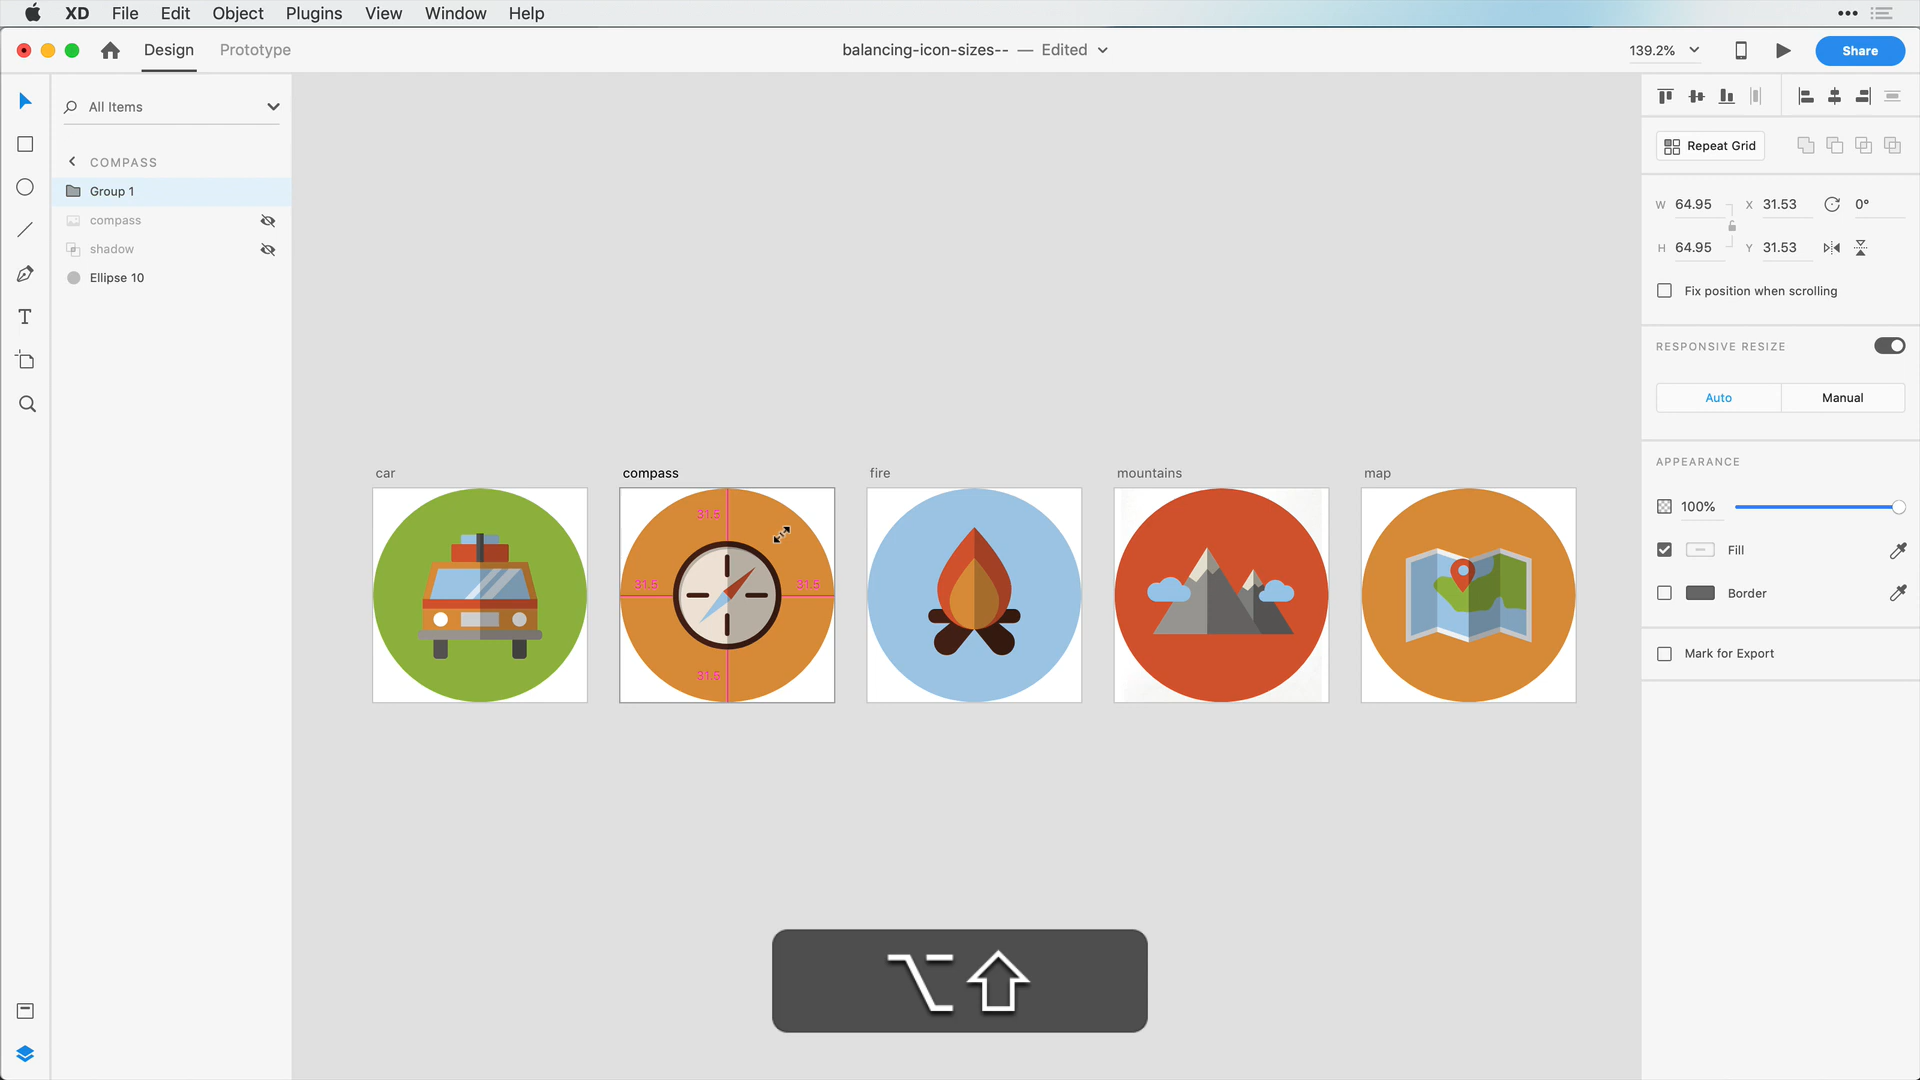 XD File Edit Object Plugins View Window Help
Design Prototype balancing-icon-sizes-- — Edited 139.2% Share
All Items
COMPASS
Group 1
compass
shadow
Ellipse 10
car compass fire mountains map
31.5
31.5 31.5
31.5
Repeat Grid
W 64.95 X 31.53 0°
H 64.95 Y 31.53
Fix position when scrolling
RESPONSIVE RESIZE
Auto Manual
APPEARANCE
100%
Fill
Border
Mark for Export
⌥⇧